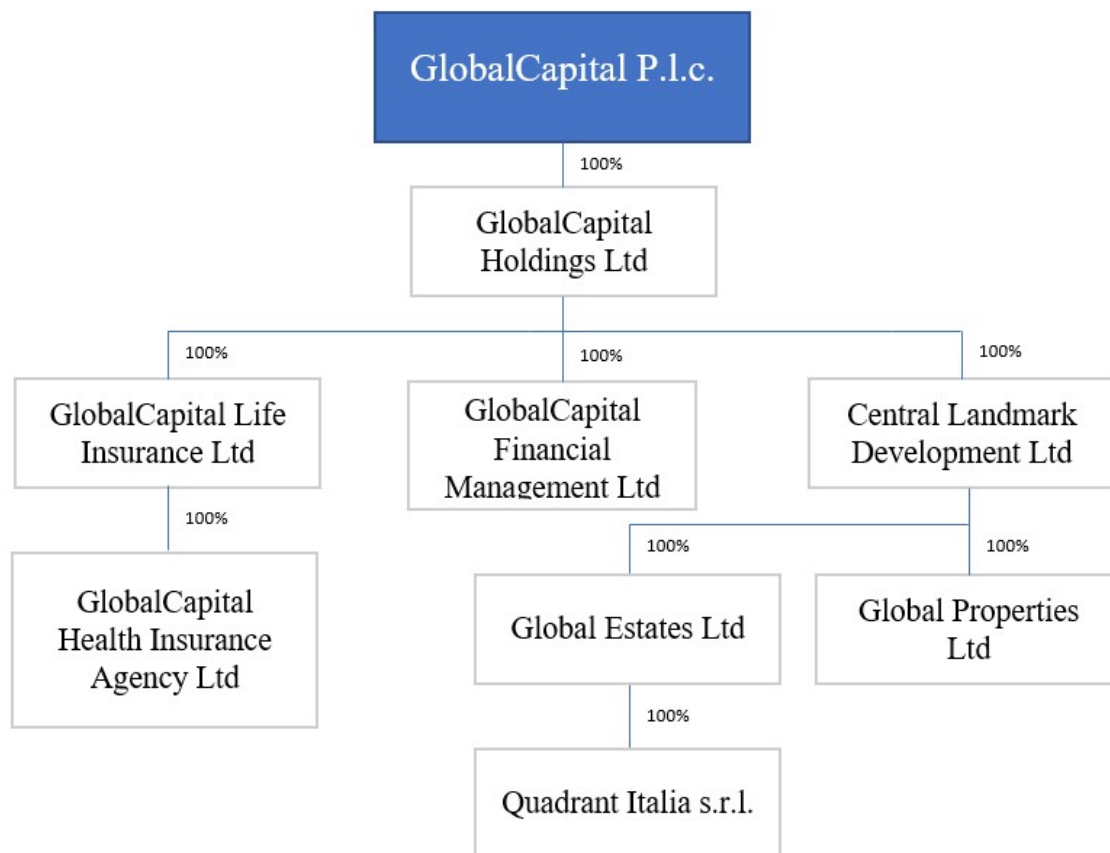 GlobalCapital P.l.c.
100%
GlobalCapital
Holdings Ltd
100%
100%
100%
GlobalCapital Life
Insurance Ltd
GlobalCapital
Financial
Management Ltd
Central Landmark
Development Ltd
100%
100%
100%
GlobalCapital
Health Insurance
Agency Ltd
Global Estates Ltd
Global Properties
Ltd
100%
Quadrant Italia s.r.l.